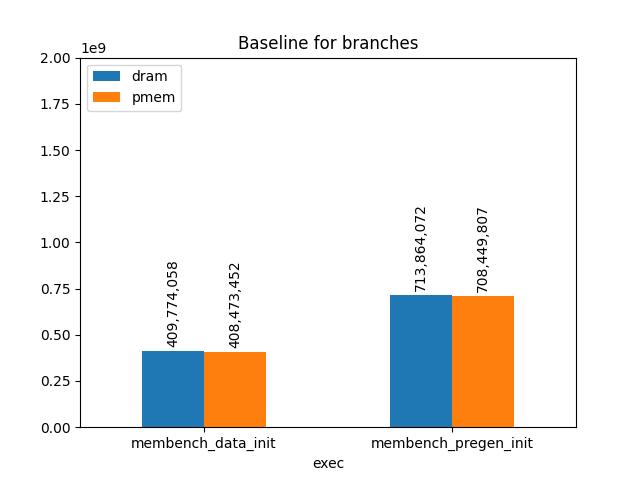 Baseline for branches
1e9
2.00
1.75
1.50
1.25
1.00
0.75
0.50
0.25
0.00
dram
pmem
409,774,058
408,473,452
713,864,072
708,449,807
membench_data_init
membench_pregen_init
exec